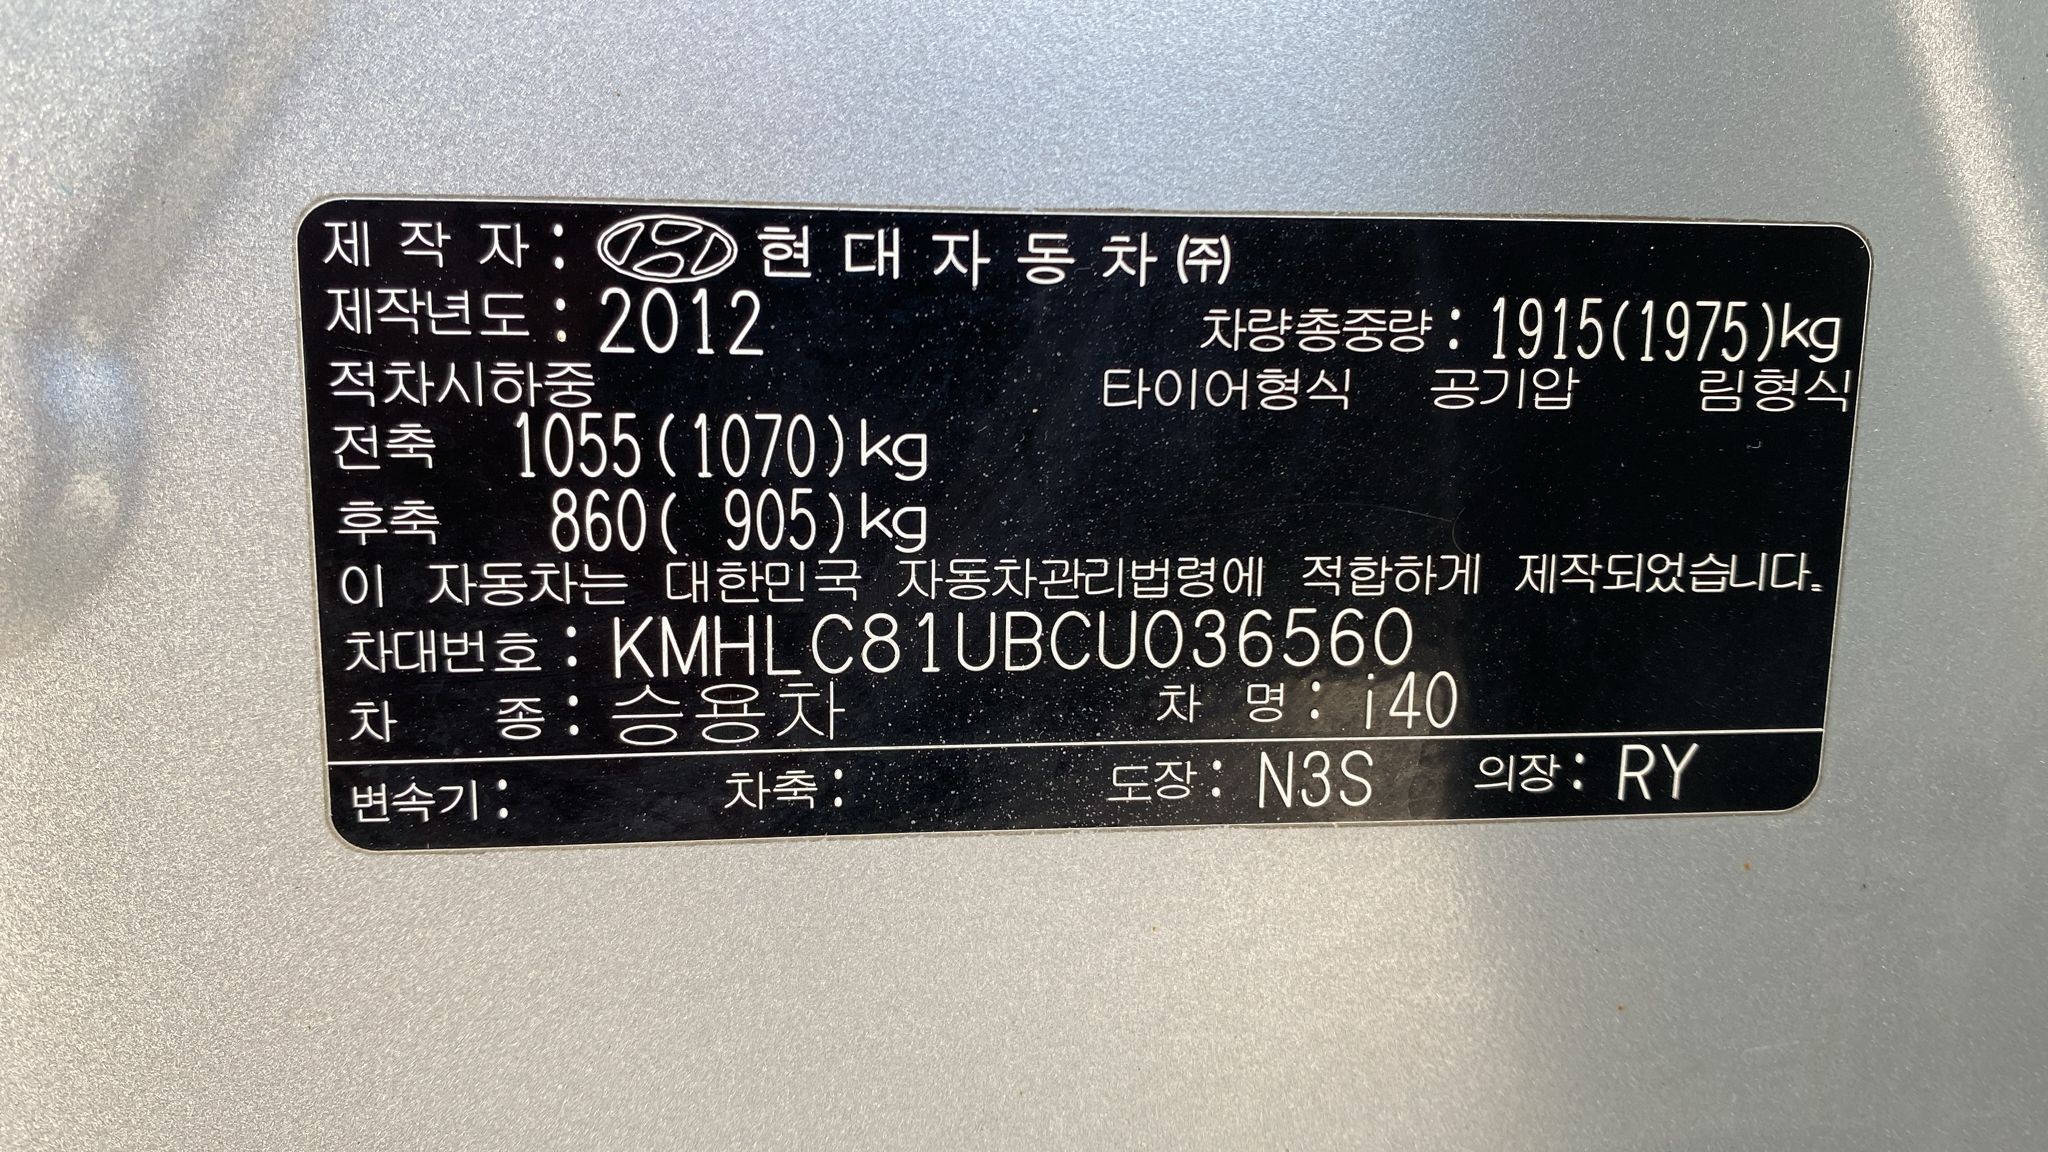 제 작 자 : 현 대 자 동 차 ㈜
제작년도 : 2012 차량총중량 : 1915(1975)kg
적차시하중 타이어형식 공기압 림형식
전축 1055(1070)kg
후축 860( 905)kg
이 자동차는 대한민국 자동차관리법령에 적합하게 제작되었습니다.
차대번호 : KMHLC81UBCU036560
차 종 : 승용차 차 명 : i40
변속기 : 차축 : 도장 : N3S 의장 : RY